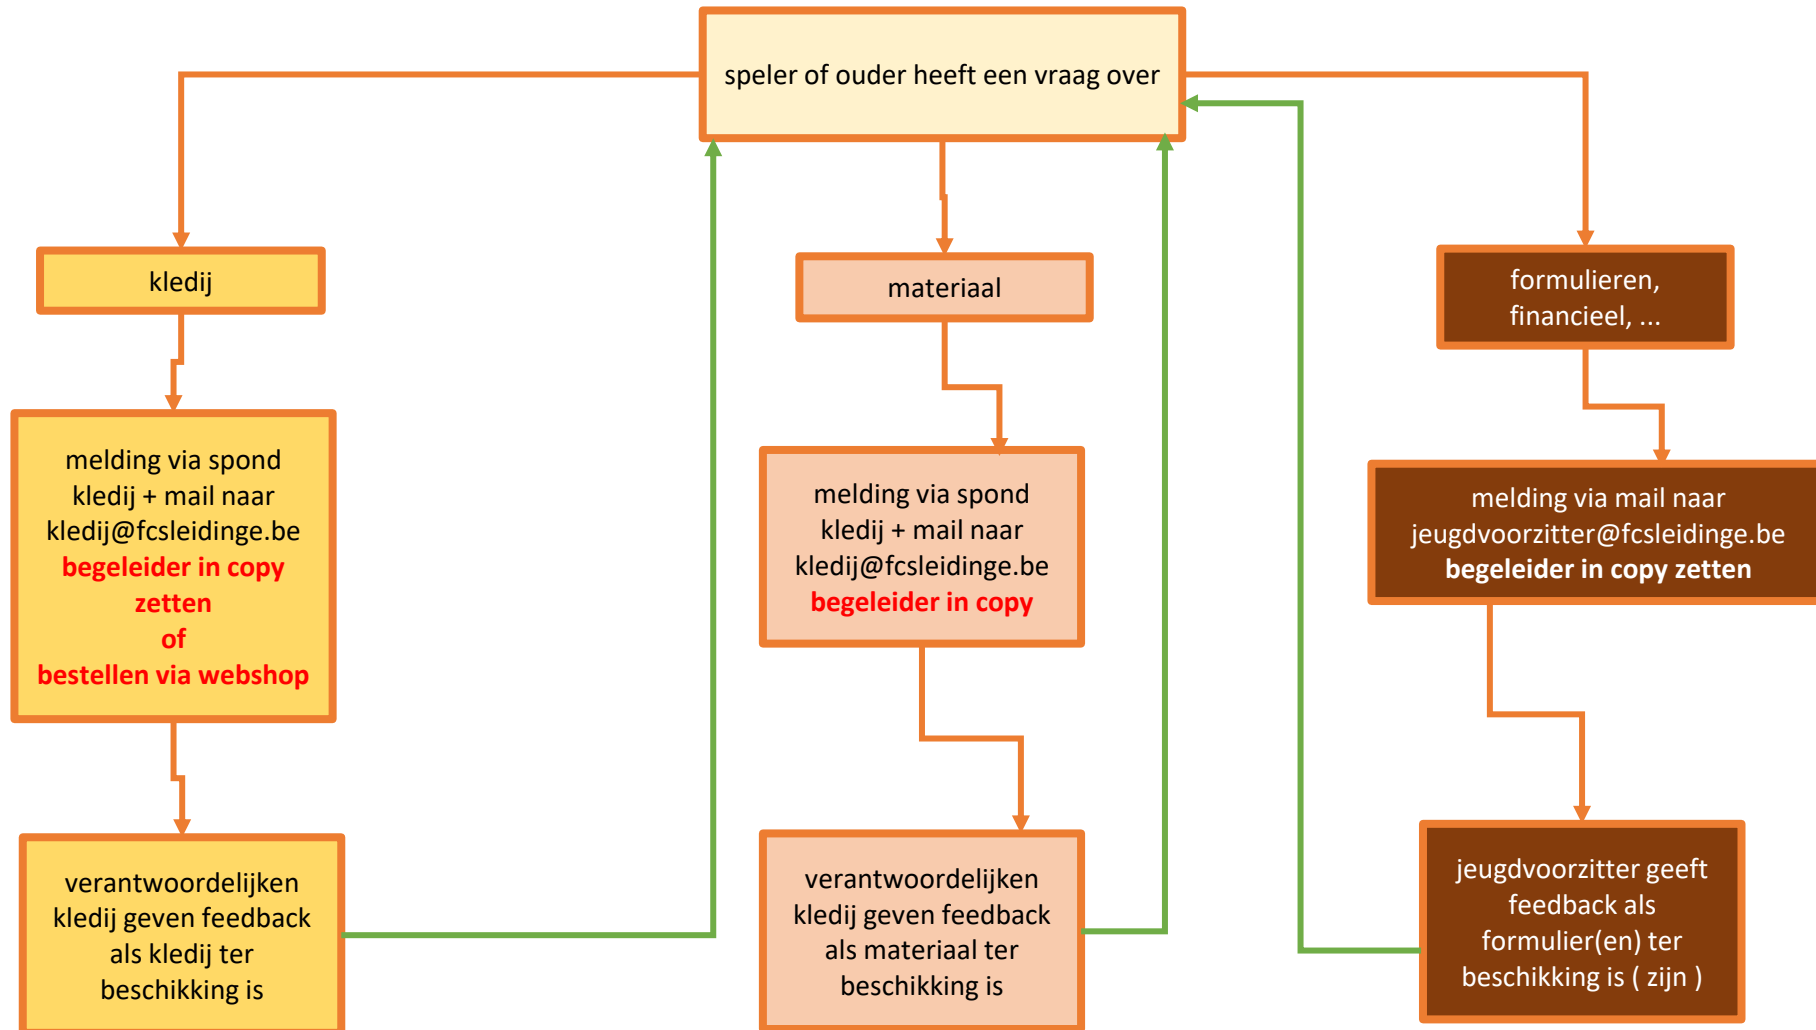 speler of ouder heeft een vraag over
kledij
materiaal
formulieren,
financieel, ...
melding via spond
kledij + mail naar
kledij@fcsleidinge.be
begeleider in copy
zetten
of
bestellen via webshop
melding via spond
kledij + mail naar
kledij@fcsleidinge.be
begeleider in copy
melding via mail naar
jeugdvoorzitter@fcsleidinge.be
begeleider in copy zetten
verantwoordelijken
kledij geven feedback
als kledij ter
beschikking is
verantwoordelijken
kledij geven feedback
als materiaal ter
beschikking is
jeugdvoorzitter geeft
feedback als
formulier(en) ter
beschikking is ( zijn )